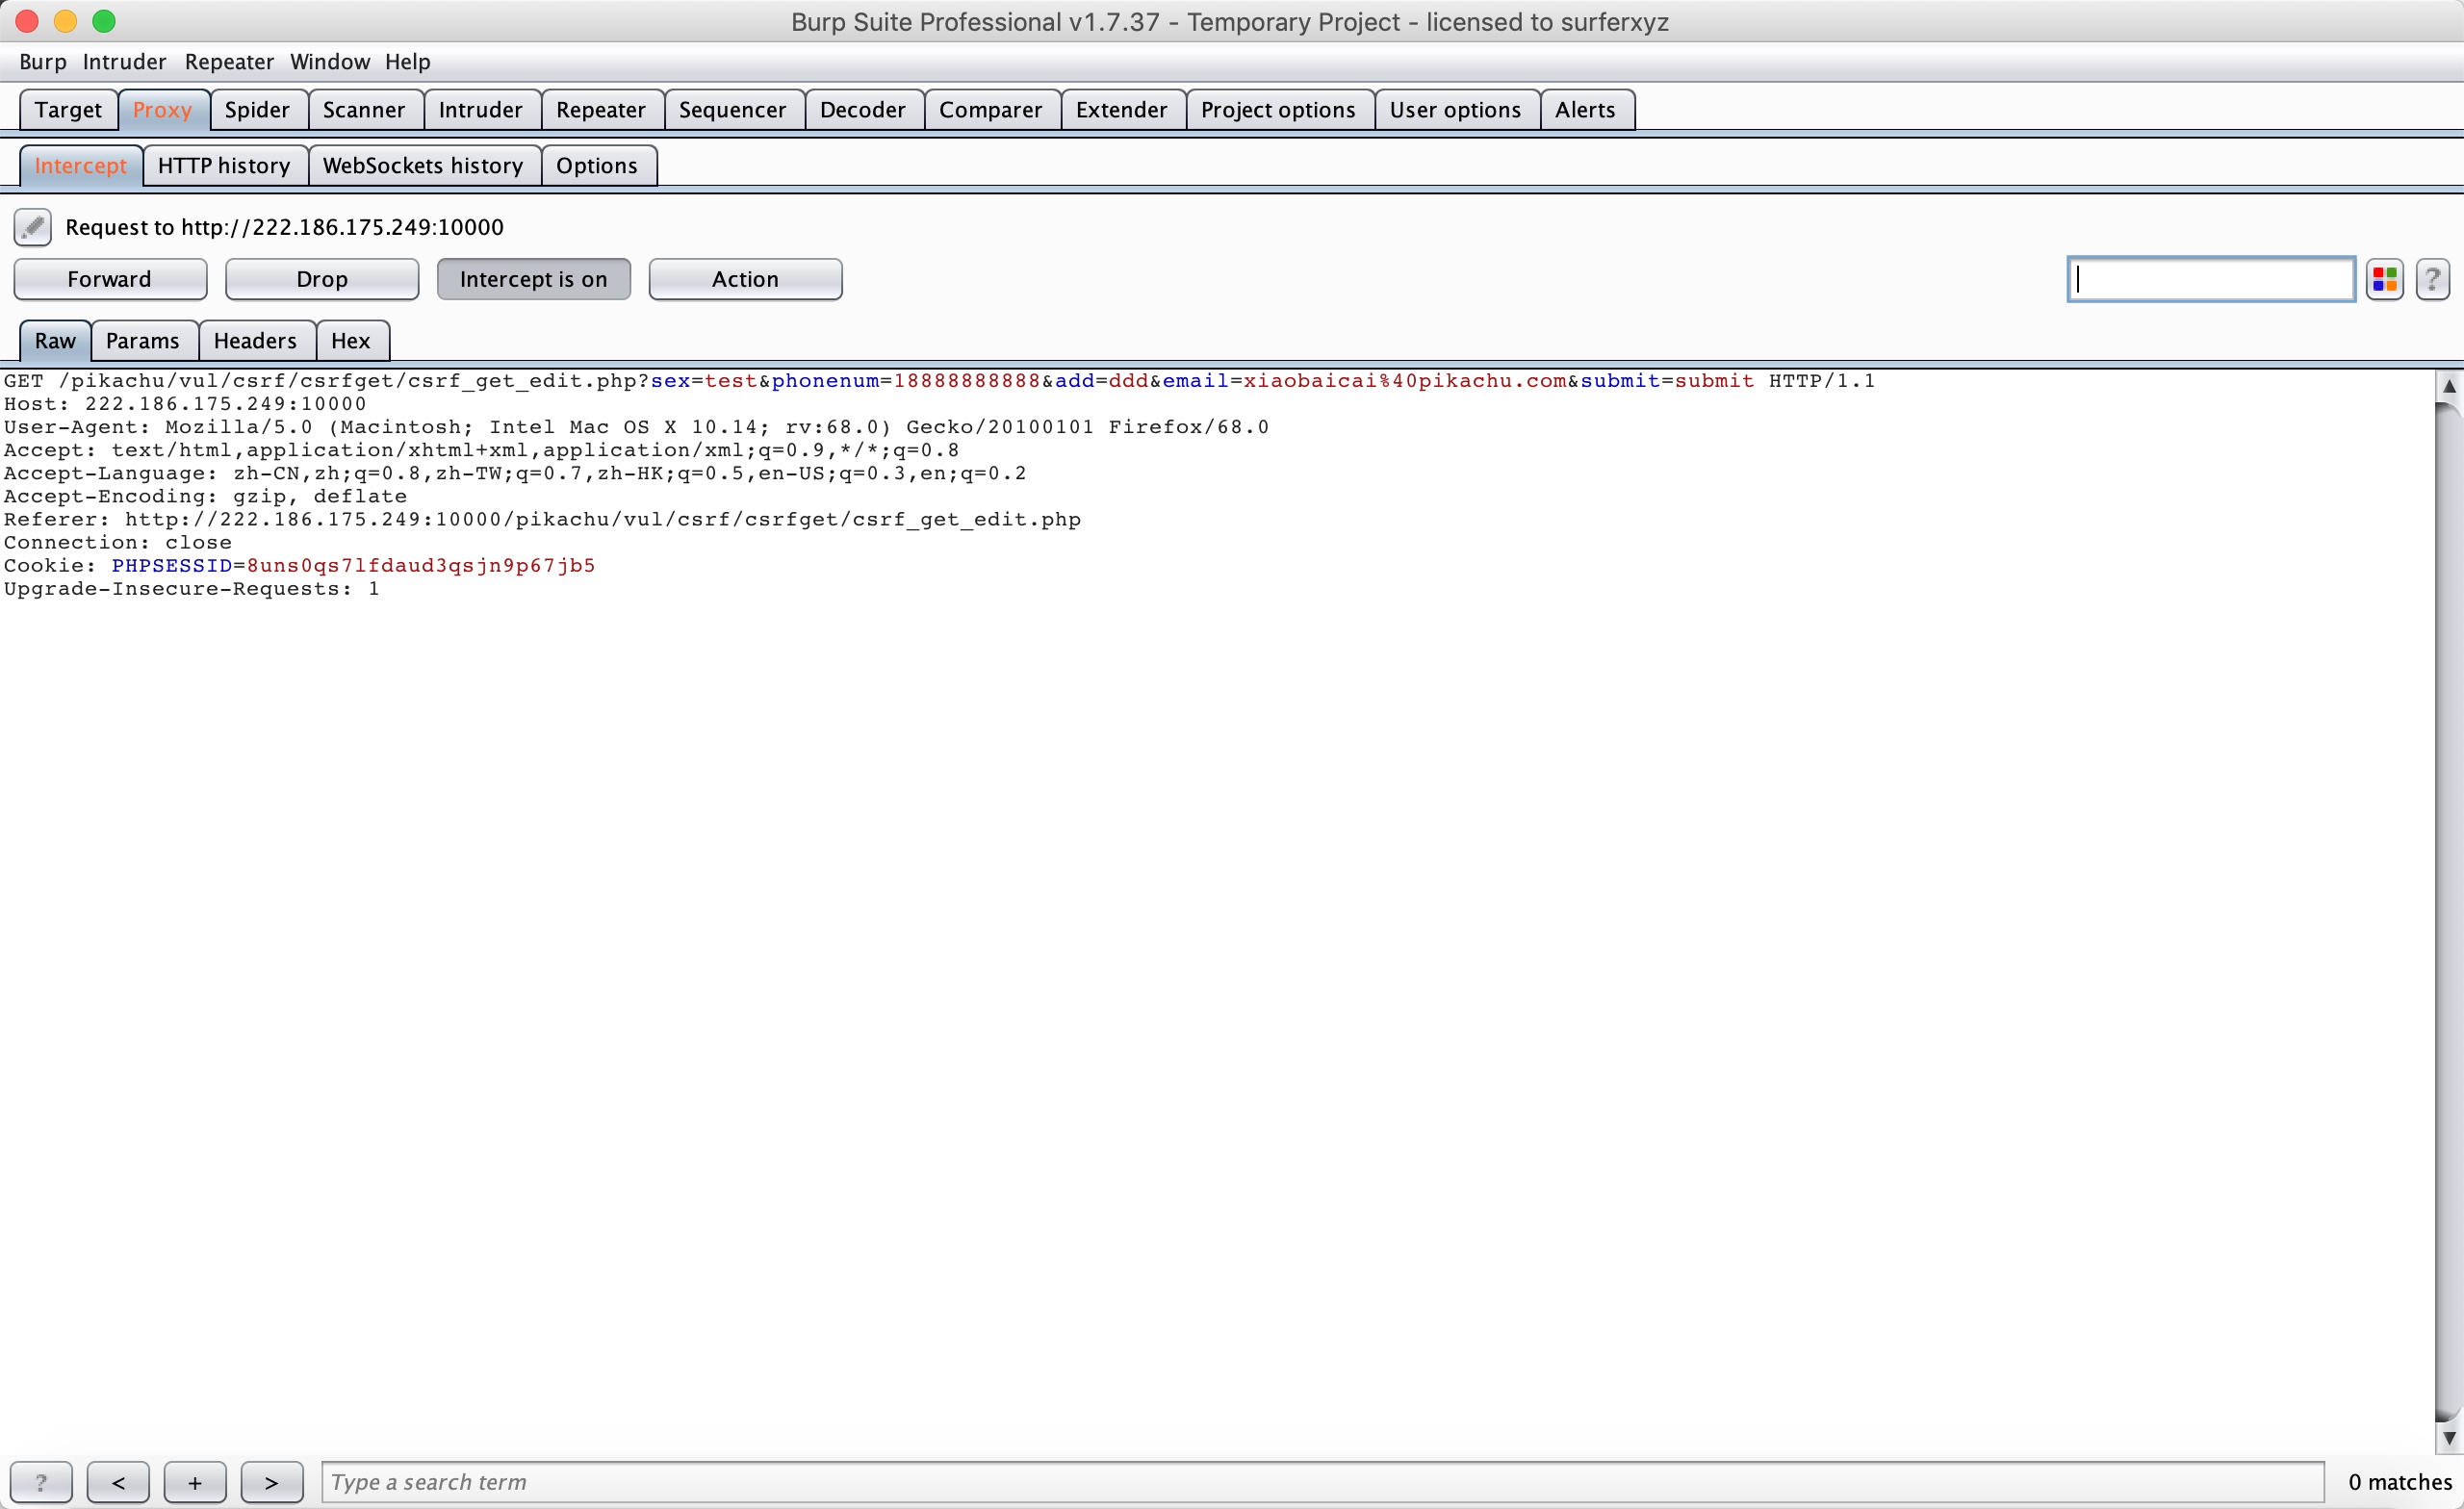 Burp Suite Professional v1.7.37 - Temporary Project - licensed to surferxyz
Burp Intruder Repeater Window Help
Target Proxy Spider Scanner Intruder Repeater Sequencer Decoder Comparer Extender Project options User options Alerts
Intercept HTTP history WebSockets history Options
Request to http://222.186.175.249:10000
Forward Drop Intercept is on Action ?
Raw Params Headers Hex
GET /pikachu/vul/csrf/csrfget/csrf_get_edit.php?sex=test&phonenum=18888888888&add=ddd&email=xiaobaicai%40pikachu.com&submit=submit HTTP/1.1
Host: 222.186.175.249:10000
User-Agent: Mozilla/5.0 (Macintosh; Intel Mac OS X 10.14; rv:68.0) Gecko/20100101 Firefox/68.0
Accept: text/html,application/xhtml+xml,application/xml;q=0.9,*/*;q=0.8
Accept-Language: zh-CN,zh;q=0.8,zh-TW;q=0.7,zh-HK;q=0.5,en-US;q=0.3,en;q=0.2
Accept-Encoding: gzip, deflate
Referer: http://222.186.175.249:10000/pikachu/vul/csrf/csrfget/csrf_get_edit.php
Connection: close
Cookie: PHPSESSID=8uns0qs7lfdaud3qsjn9p67jb5
Upgrade-Insecure-Requests: 1
? < + > Type a search term 0 matches